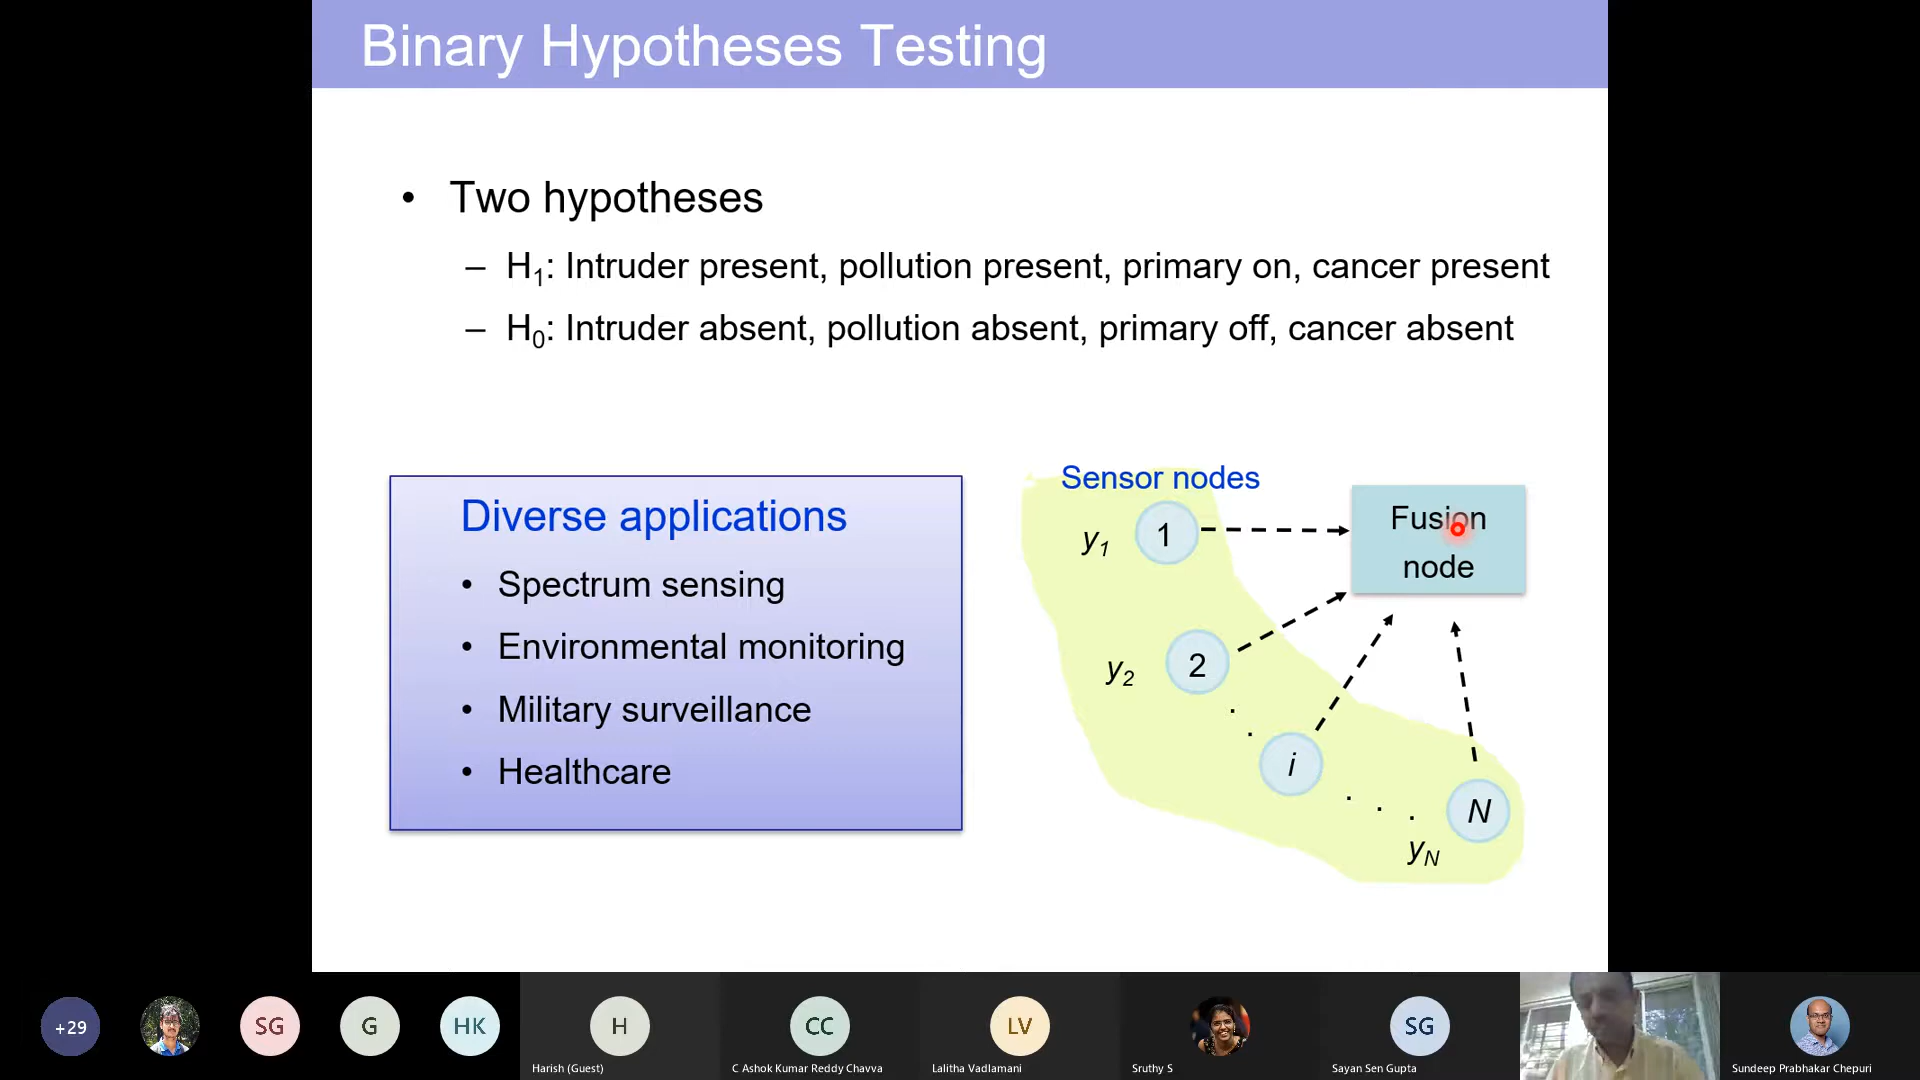 Binary Hypotheses Testing
• Two hypotheses
– H₁: Intruder present, pollution present, primary on, cancer present
– H₀: Intruder absent, pollution absent, primary off, cancer absent
Diverse applications
• Spectrum sensing
• Environmental monitoring
• Military surveillance
• Healthcare
Sensor nodes
y₁ 1
Fusion
node
y₂ 2
i
N
y_N
+29
SG
G
HK
H
CC
LV
SG
Harish (Guest)
C Ashok Kumar Reddy Chavva
Lalitha Vadlamani
Sruthy S
Sayan Sen Gupta
Sundeep Prabhakar Chepuri